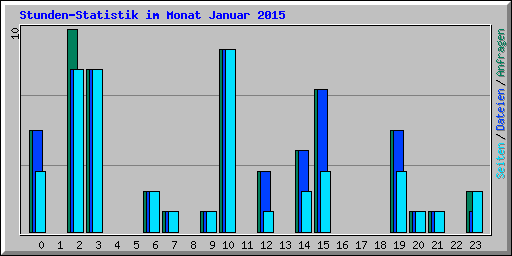 Stunden-Statistik im Monat Januar 2015
10
Seiten / Dateien / Anfragen
0 1 2 3 4 5 6 7 8 9 10 11 12 13 14 15 16 17 18 19 20 21 22 23